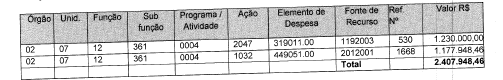 Órgão Unid. Função Sub função Programa / Atividade Ação Elemento de Despesa Fonte de Recurso Ref. Nº Valor R$
02 07 12 361 0004 2047 319011.00 1192003 530 1.230.000,00
02 07 12 361 0004 1032 449051.00 2012001 1668 1.177.948,46
Total 2.407.948,46